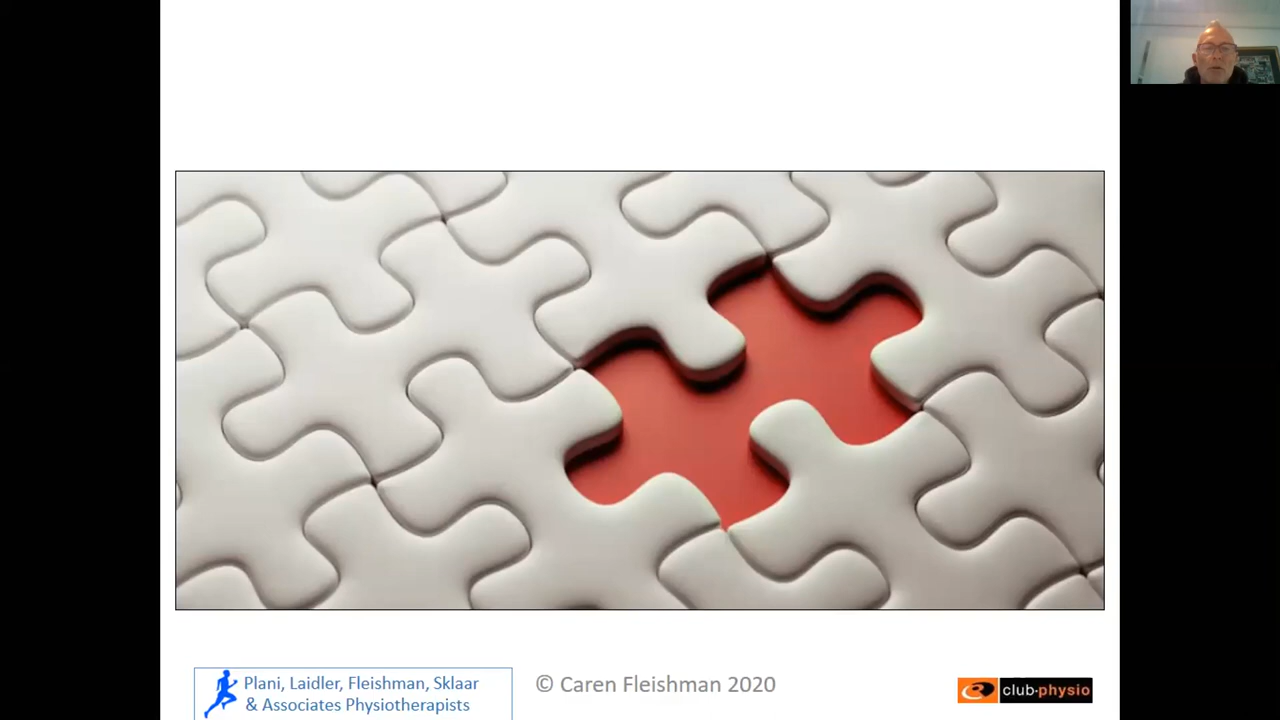 Plani, Laidler, Fleishman, Sklaar
& Associates Physiotherapists
© Caren Fleishman 2020
club·physio